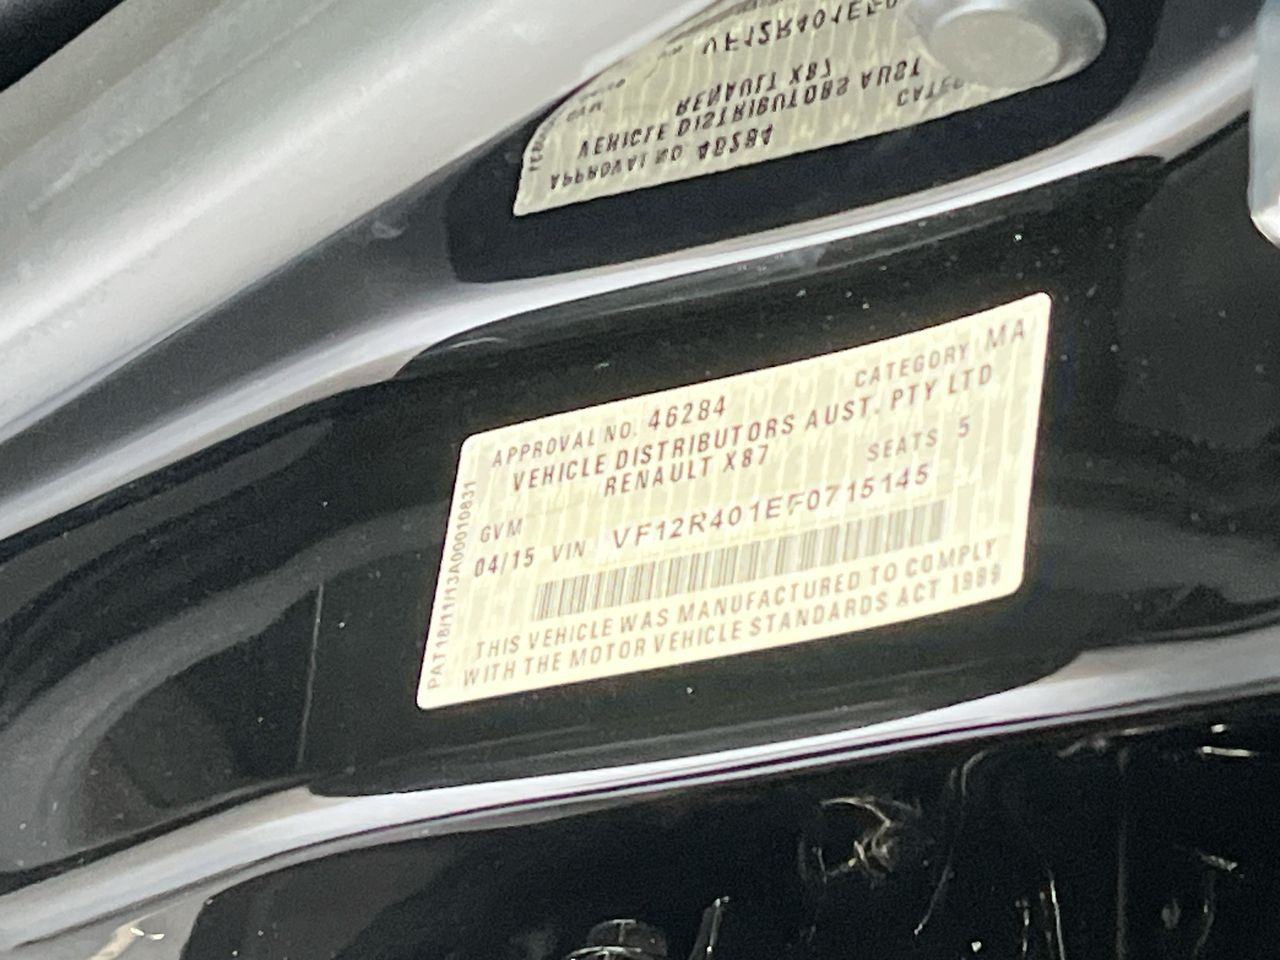 APPROVAL NO. 46284 CATEGORY MA
VEHICLE DISTRIBUTORS AUST. PTY LTD
RENAULT X87 SEATS 5
GVM
04/15 VIN VF12R401EF0715145
THIS VEHICLE WAS MANUFACTURED TO COMPLY
WITH THE MOTOR VEHICLE STANDARDS ACT 1989
PAT18/11/13A00010831